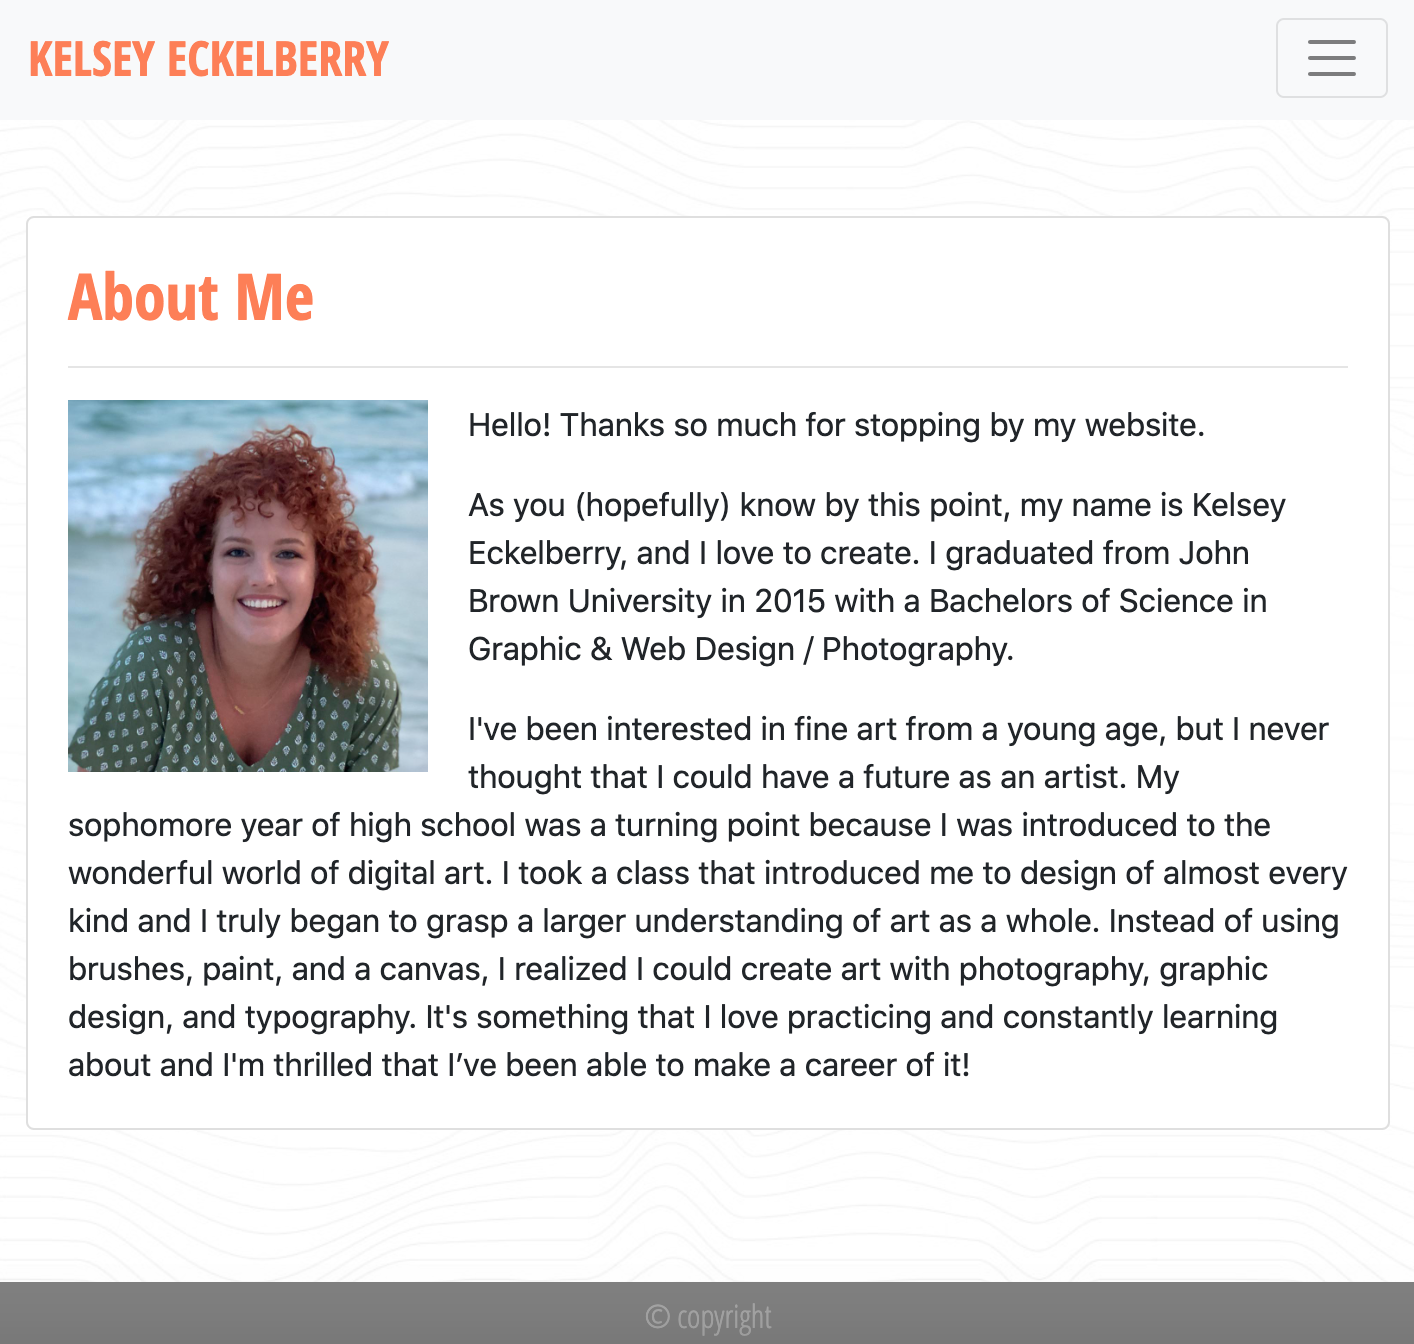 KELSEY ECKELBERRY
About Me
Hello! Thanks so much for stopping by my website.
As you (hopefully) know by this point, my name is Kelsey
Eckelberry, and I love to create. I graduated from John
Brown University in 2015 with a Bachelors of Science in
Graphic & Web Design / Photography.
I've been interested in fine art from a young age, but I never
thought that I could have a future as an artist. My
sophomore year of high school was a turning point because I was introduced to the
wonderful world of digital art. I took a class that introduced me to design of almost every
kind and I truly began to grasp a larger understanding of art as a whole. Instead of using
brushes, paint, and a canvas, I realized I could create art with photography, graphic
design, and typography. It's something that I love practicing and constantly learning
about and I'm thrilled that I’ve been able to make a career of it!
© copyright